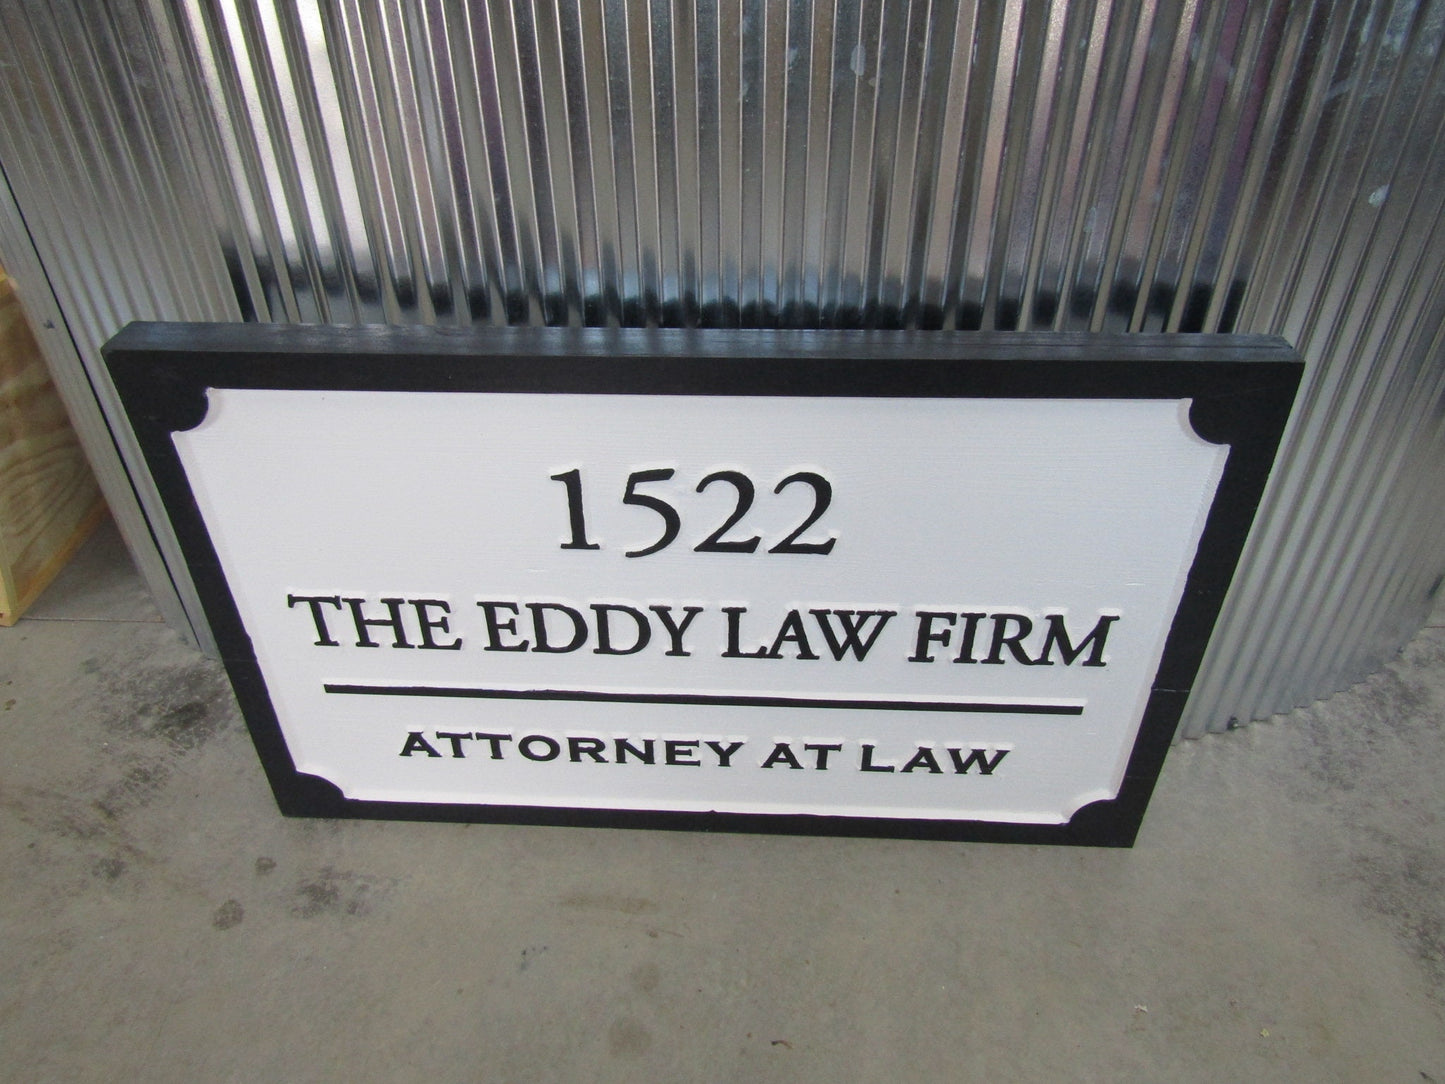 1522
THE EDDY LAW FIRM
ATTORNEY AT LAW